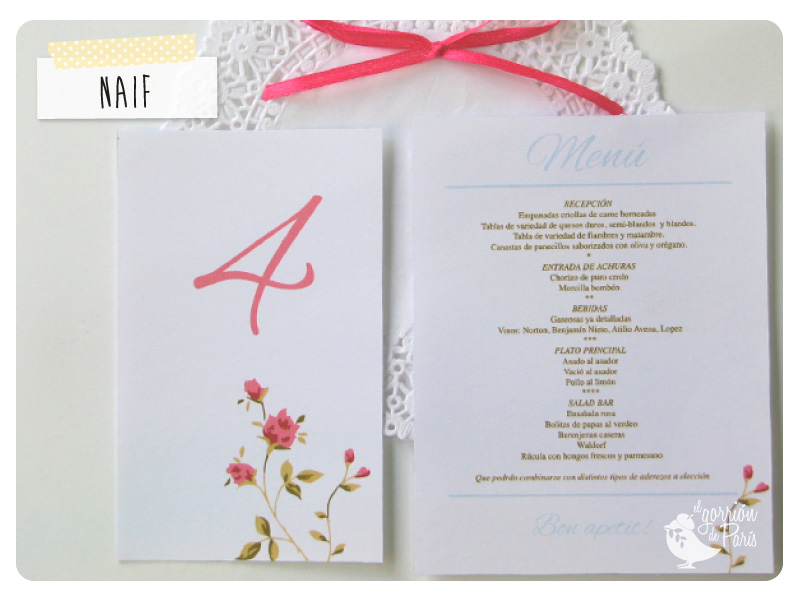 NAIF
4
Menú
RECEPCIÓN
Empanadas criollas de carne horneadas
Tablas de variedad de quesos duros, semi-blandos y blandos.
Tabla de variedad de fiambres y matambre.
Canastas de panecillos saborizados con oliva y orégano.
*
ENTRADA DE ACHURAS
Chorizo de puro cerdo
Morcilla bombón
**
BEBIDAS
Gaseosas ya detalladas
Vinos: Norton, Benjamín Nieto, Atilio Avena, Lopez
***
PLATO PRINCIPAL
Asado al asador
Vació al asador
Pollo al limón
****
SALAD BAR
Ensalada rusa
Bolitas de papas al verdeo
Berenjenas caseras
Waldorf
Rúcula con hongos frescos y parmesano
Que podrán combinarse con distintos tipos de aderezos a elección
Bon apetit!
el gorrión
de París